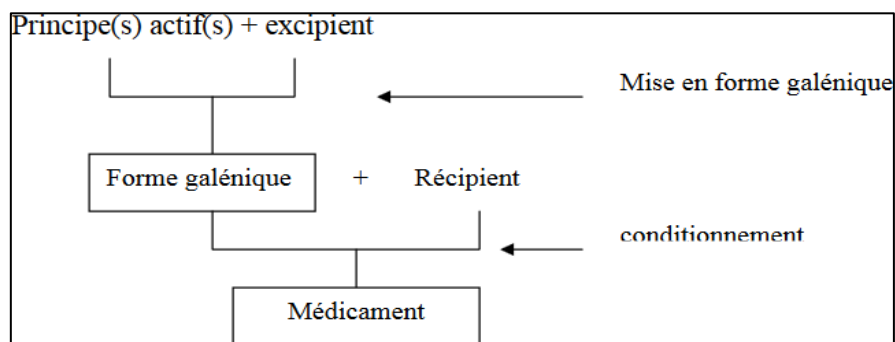 Principe(s) actif(s) + excipient
Mise en forme galénique
Forme galénique + Récipient
conditionnement
Médicament